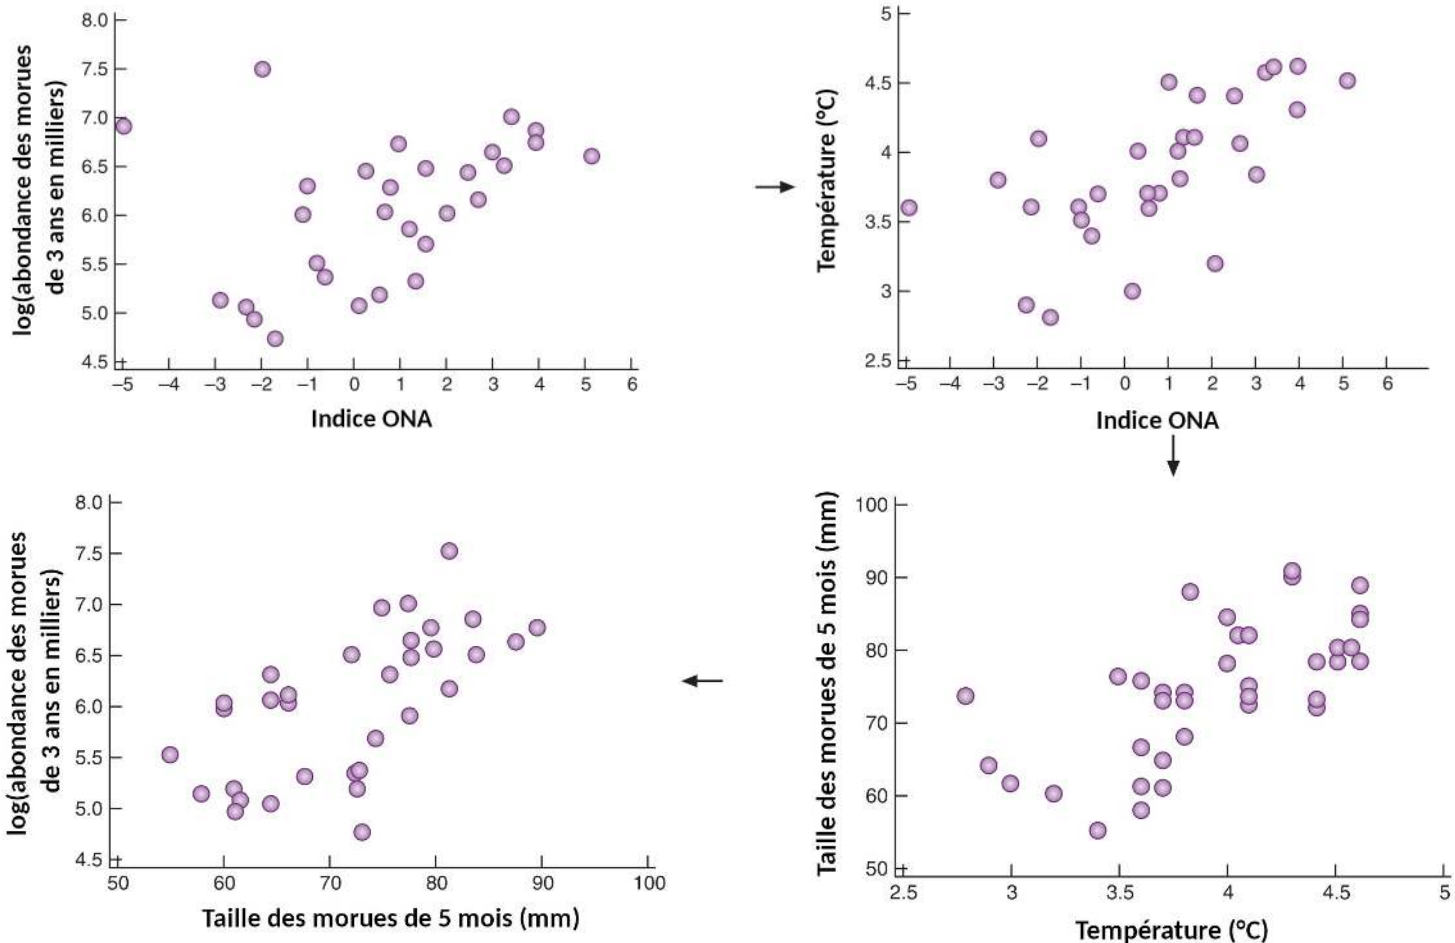 log(abondance des morues
de 3 ans en milliers)
8.0
7.5
7.0
6.5
6.0
5.5
5.0
4.5
–5 –4 –3 –2 –1 0 1 2 3 4 5 6
Indice ONA
Température (°C)
5
4.5
4
3.5
3
2.5
–5 –4 –3 –2 –1 0 1 2 3 4 5 6
Indice ONA
log(abondance des morues
de 3 ans en milliers)
8.0
7.5
7.0
6.5
6.0
5.5
5.0
4.5
50 60 70 80 90 100
Taille des morues de 5 mois (mm)
Taille des morues de 5 mois (mm)
100
90
80
70
60
50
2.5 3 3.5 4 4.5 5
Température (°C)